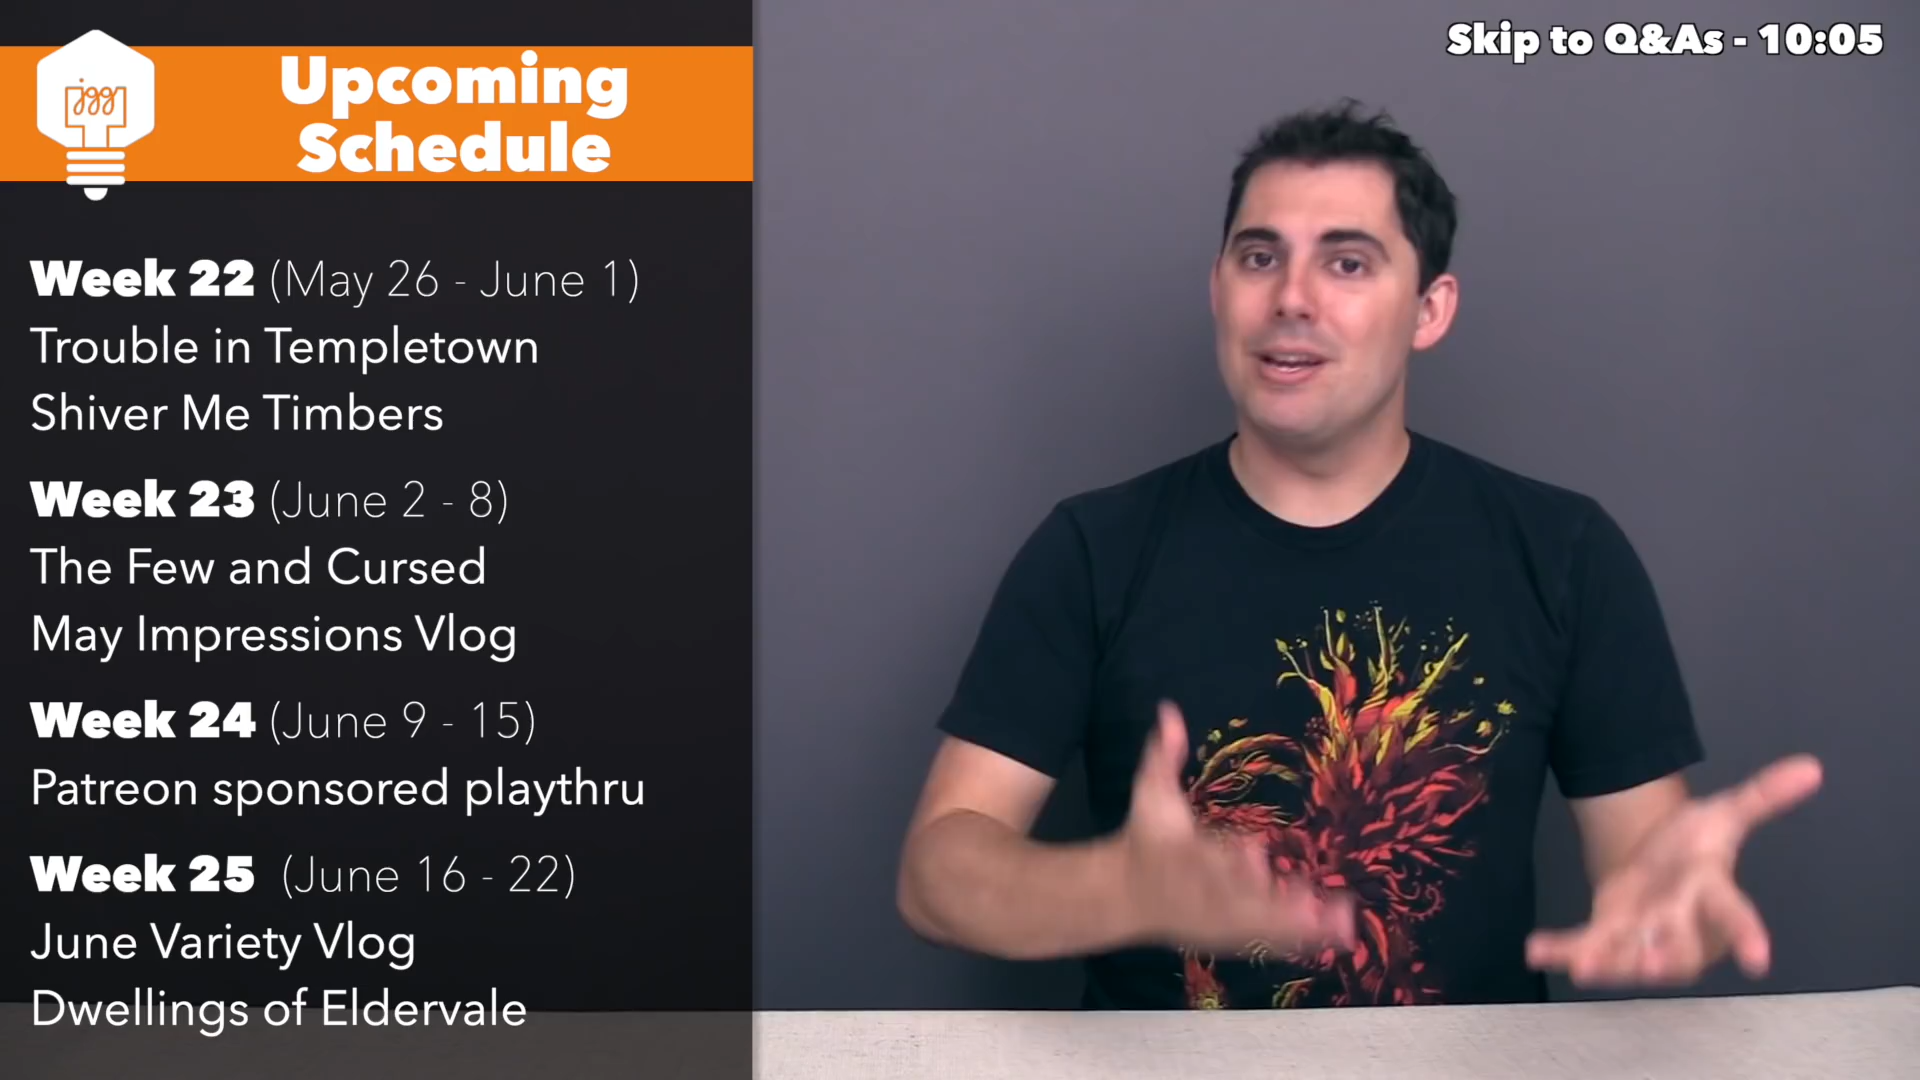 Skip to Q&As - 10:05
jggj
Upcoming
Schedule
Week 22 (May 26 - June 1)
Trouble in Templetown
Shiver Me Timbers
Week 23 (June 2 - 8)
The Few and Cursed
May Impressions Vlog
Week 24 (June 9 - 15)
Patreon sponsored playthru
Week 25 (June 16 - 22)
June Variety Vlog
Dwellings of Eldervale